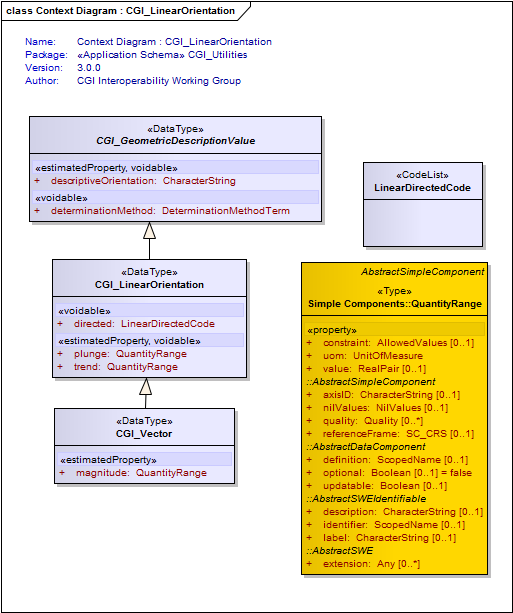 class Context Diagram : CGI_LinearOrientation
Name: Context Diagram : CGI_LinearOrientation
Package: «Application Schema» CGI_Utilities
Version: 3.0.0
Author: CGI Interoperability Working Group
«DataType»
CGI_GeometricDescriptionValue
«estimatedProperty, voidable»
+ descriptiveOrientation: CharacterString
«voidable»
+ determinationMethod: DeterminationMethodTerm
«CodeList»
LinearDirectedCode
«DataType»
CGI_LinearOrientation
«voidable»
+ directed: LinearDirectedCode
«estimatedProperty, voidable»
+ plunge: QuantityRange
+ trend: QuantityRange
«DataType»
CGI_Vector
«estimatedProperty»
+ magnitude: QuantityRange
AbstractSimpleComponent
«Type»
Simple Components::QuantityRange
«property»
+ constraint: AllowedValues [0..1]
+ uom: UnitOfMeasure
+ value: RealPair [0..1]
::AbstractSimpleComponent
+ axisID: CharacterString [0..1]
+ nilValues: NilValues [0..1]
+ quality: Quality [0..*]
+ referenceFrame: SC_CRS [0..1]
::AbstractDataComponent
+ definition: ScopedName [0..1]
+ optional: Boolean [0..1] = false
+ updatable: Boolean [0..1]
::AbstractSWEIdentifiable
+ description: CharacterString [0..1]
+ identifier: ScopedName [0..1]
+ label: CharacterString [0..1]
::AbstractSWE
+ extension: Any [0..*]